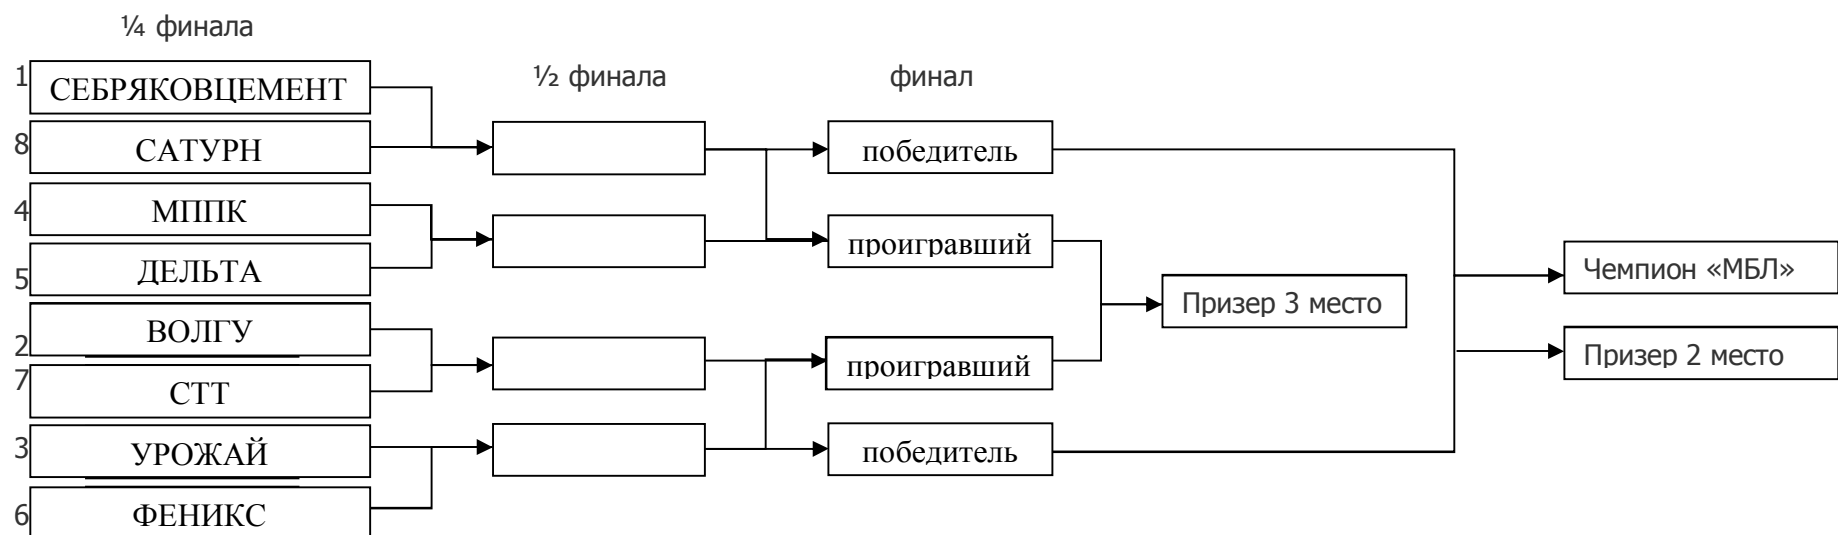 ¼ финала
½ финала
финал
1 СЕБРЯКОВЦЕМЕНТ
8 САТУРН
победитель
4 МППК
проигравший
5 ДЕЛЬТА
Чемпион «МБЛ»
Призер 3 место
2 ВОЛГУ
проигравший
Призер 2 место
7 СТТ
3 УРОЖАЙ
победитель
6 ФЕНИКС